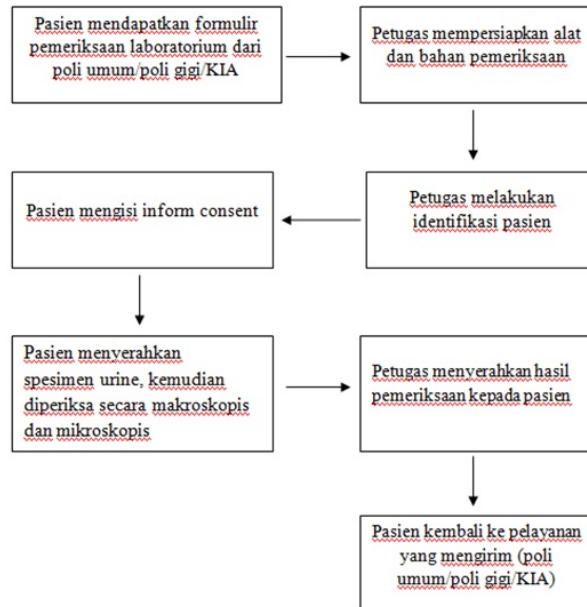 Pasien mendapatkan formulir
pemeriksaan laboratorium dari
poli umum/poli gigi/KIA
Petugas mempersiapkan alat
dan bahan pemeriksaan
Petugas melakukan
identifikasi pasien
Pasien mengisi inform consent
Pasien menyerahkan
spesimen urine, kemudian
diperiksa secara makroskopis
dan mikroskopis
Petugas menyerahkan hasil
pemeriksaan kepada pasien
Pasien kembali ke pelayanan
yang mengirim (poli
umum/poli gigi/KIA)